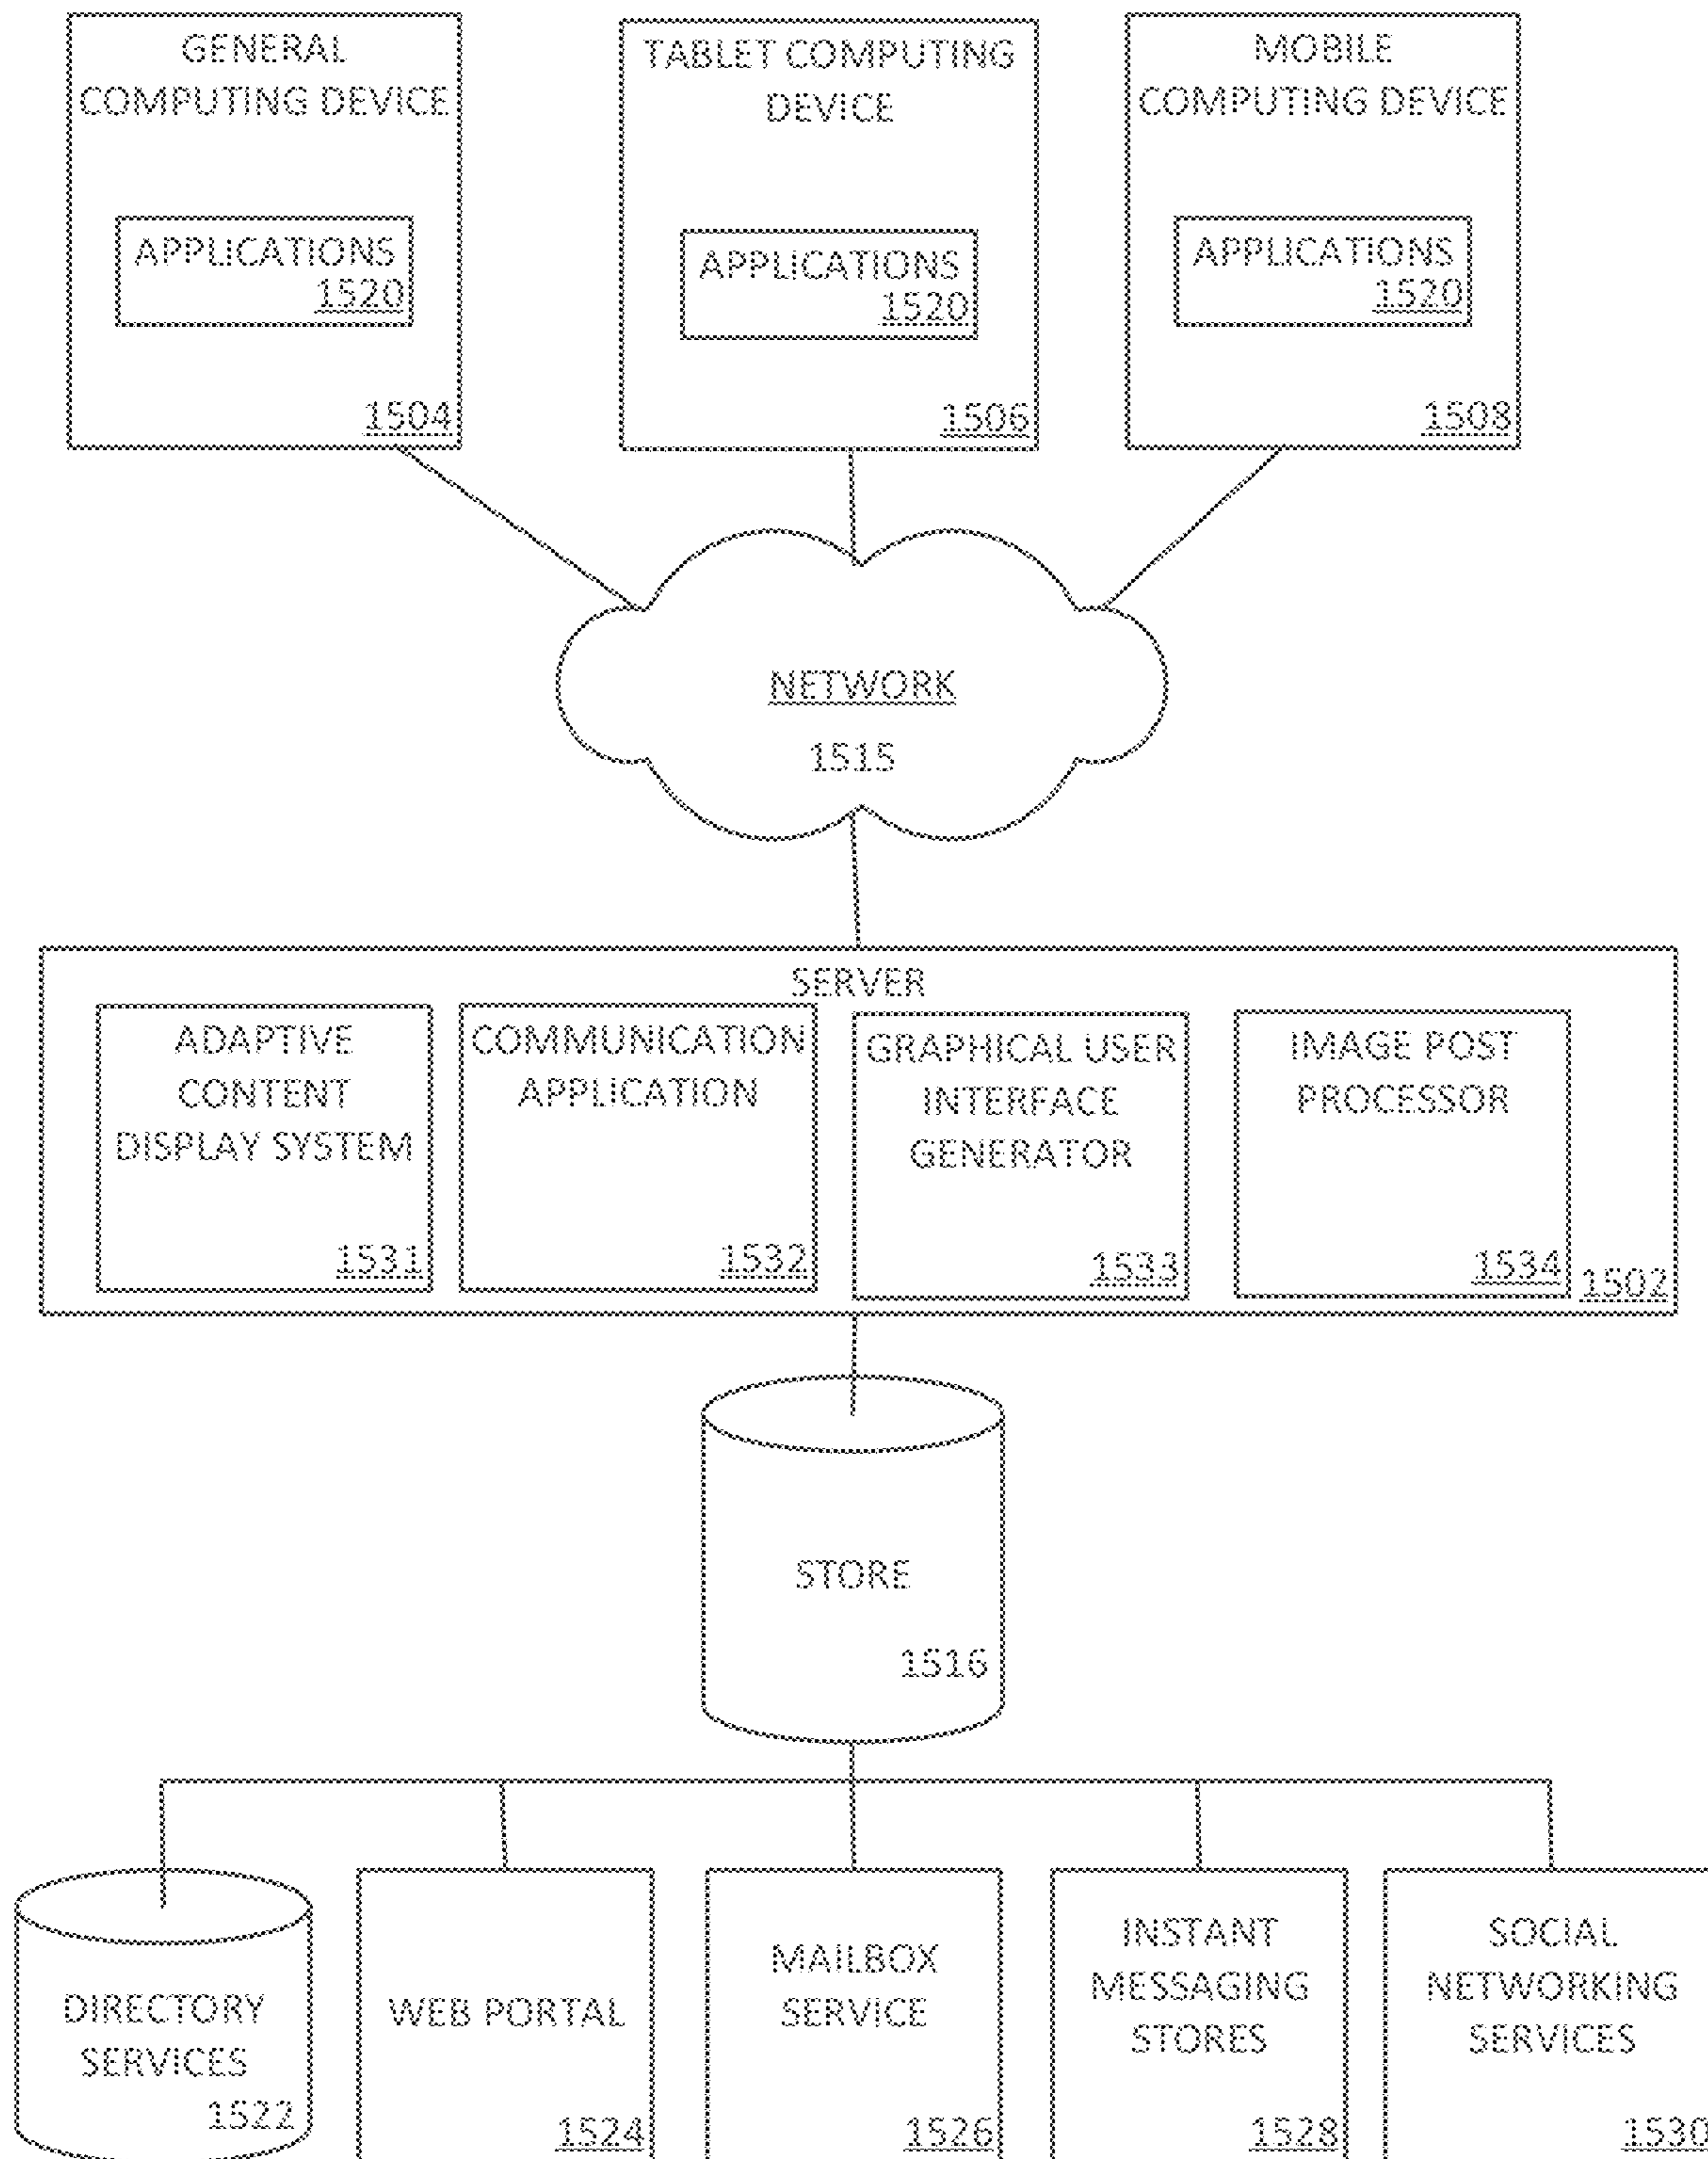 GENERAL
COMPUTING DEVICE
APPLICATIONS
1520
1504
TABLET COMPUTING
DEVICE
APPLICATIONS
1520
1506
MOBILE
COMPUTING DEVICE
APPLICATIONS
1520
1508
NETWORK
1515
SERVER
ADAPTIVE
CONTENT
DISPLAY SYSTEM
1531
COMMUNICATION
APPLICATION
1532
GRAPHICAL USER
INTERFACE
GENERATOR
1533
IMAGE POST
PROCESSOR
1534
1502
STORE
1516
DIRECTORY
SERVICES
1522
WEB PORTAL
1524
MAILBOX
SERVICE
1526
INSTANT
MESSAGING
STORES
1528
SOCIAL
NETWORKING
SERVICES
1530